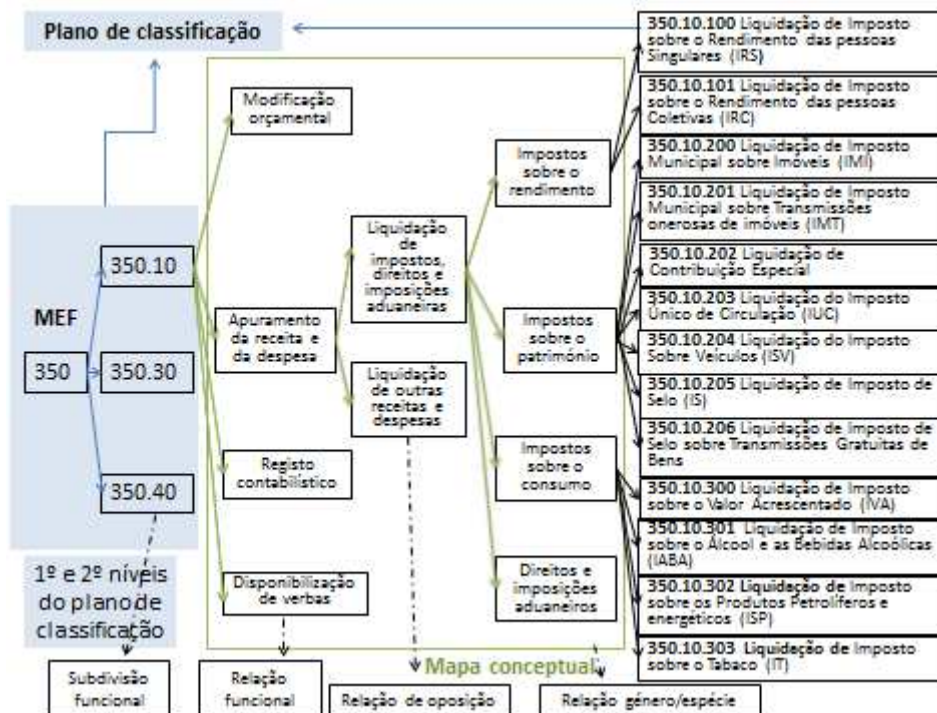 Plano de classificação
MEF
350
350.10
350.30
350.40
1º e 2º níveis
do plano de
classificação
Modificação
orçamental
Apuramento
da receita e
da despesa
Registo
contabilístico
Disponibilização
de verbas
Liquidação
de
impostos,
direitos e
imposições
aduaneiras
Liquidação
de outras
receitas e
despesas
Impostos
sobre o
rendimento
Impostos
sobre o
património
Impostos
sobre o
consumo
Direitos e
imposições
aduaneiros
Mapa conceptual
350.10.100 Liquidação de Imposto
sobre o Rendimento das pessoas
Singulares (IRS)
350.10.101 Liquidação de Imposto
sobre o Rendimento das pessoas
Coletivas (IRC)
350.10.200 Liquidação de Imposto
Municipal sobre Imóveis (IMI)
350.10.201 Liquidação de Imposto
Municipal sobre Transmissões
onerosas de imóveis (IMT)
350.10.202 Liquidação de
Contribuição Especial
350.10.203 Liquidação do Imposto
Único de Circulação (IUC)
350.10.204 Liquidação do Imposto
Sobre Veículos (ISV)
350.10.205 Liquidação de Imposto de
Selo (IS)
350.10.206 Liquidação de Imposto de
Selo sobre Transmissões Gratuitas de
Bens
350.10.300 Liquidação de Imposto
sobre o Valor Acrescentado (IVA)
350.10.301 Liquidação de Imposto
sobre o Álcool e as Bebidas Alcoólicas
(IABA)
350.10.302 Liquidação de Imposto
sobre os Produtos Petrolíferos e
energéticos (ISP)
350.10.303 Liquidação de Imposto
sobre o Tabaco (IT)
Subdivisão
funcional
Relação
funcional
Relação de oposição
Relação género/espécie